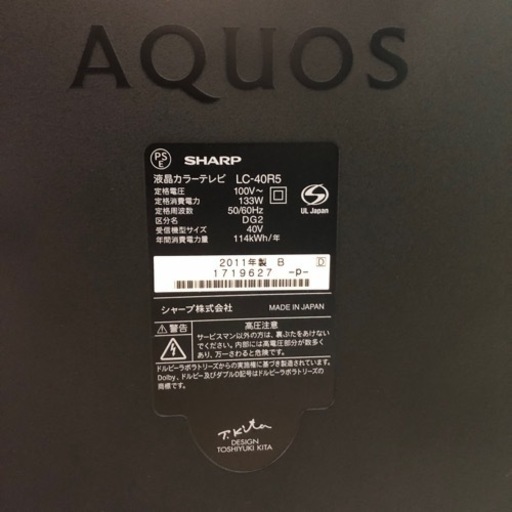 AQUOS
PS
E
SHARP
液晶カラーテレビ LC-40R5
定格電圧 100V～
定格消費電力 133W
定格周波数 50/60Hz
区分名 DG2
受信機型サイズ 40V
年間消費電力量 114kWh/年
S
UL Japan
2011年製 B D
1719627 -p-
シャープ株式会社 MADE IN JAPAN
警告
高圧注意
サービスマン以外の方は、裏ぶたをあけないでください。内部には高電圧部分が数多くあり、万一さわると危険です。
ドルビーラボラトリーズからの実施権に基づき製造されています。
Dolby、ドルビー及びダブルD記号はドルビーラボラトリーズの商標です。
T.Kita
DESIGN
TOSHIYUKI KITA